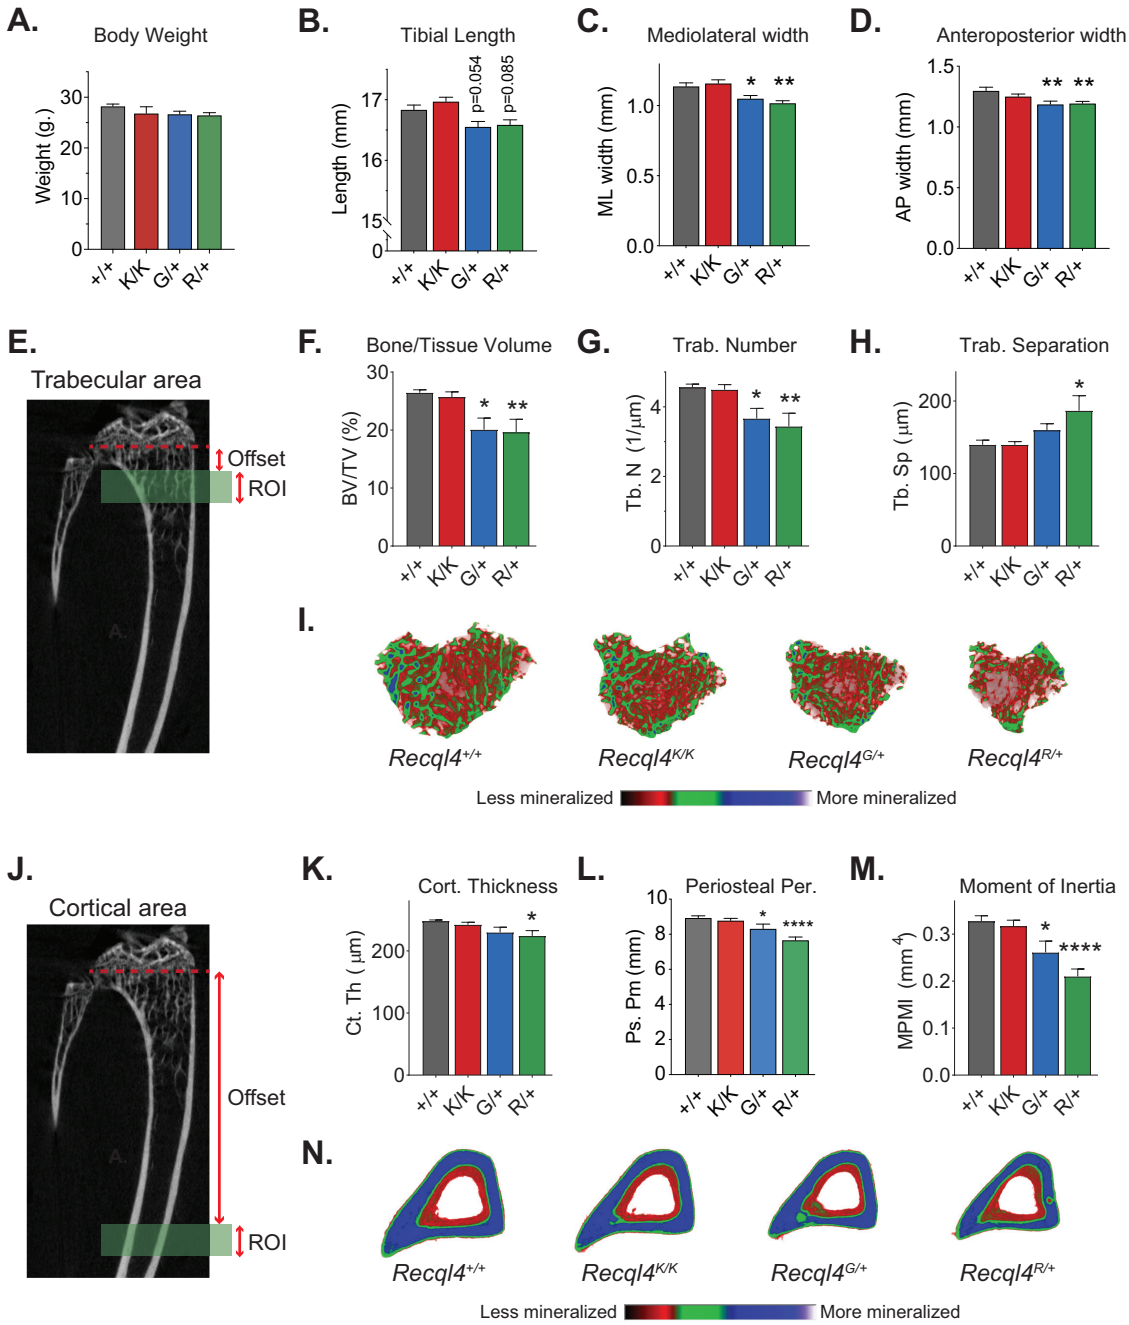 A.
Body Weight
Weight (g.)
30
20
10
0
+/+
K/K
G/+
R/+
B.
Tibial Length
Length (mm)
17
16
15
0
p=0.054
p=0.085
+/+
K/K
G/+
R/+
C.
Mediolateral width
ML width (mm)
1.0
0.5
0.0
*
**
+/+
K/K
G/+
R/+
D.
Anteroposterior width
AP width (mm)
1.5
1.0
0.5
0.0
**
**
+/+
K/K
G/+
R/+
E.
Trabecular area
Offset
ROI
A.
F.
Bone/Tissue Volume
BV/TV (%)
30
20
10
0
*
**
+/+
K/K
G/+
R/+
G.
Trab. Number
Tb. N (1/μm)
4
2
0
*
**
+/+
K/K
G/+
R/+
H.
Trab. Separation
Tb. Sp (μm)
200
100
0
*
+/+
K/K
G/+
R/+
I.
Recql4+/+
Recql4K/K
Recql4G/+
Recql4R/+
Less mineralized
More mineralized
J.
Cortical area
Offset
ROI
A.
K.
Cort. Thickness
Ct. Th (μm)
200
100
0
*
+/+
K/K
G/+
R/+
L.
Periosteal Per.
Ps. Pm (mm)
8
6
4
2
0
*
****
+/+
K/K
G/+
R/+
M.
Moment of Inertia
MPMI (mm4)
0.3
0.2
0.1
0.0
*
****
+/+
K/K
G/+
R/+
N.
Recql4+/+
Recql4K/K
Recql4G/+
Recql4R/+
Less mineralized
More mineralized